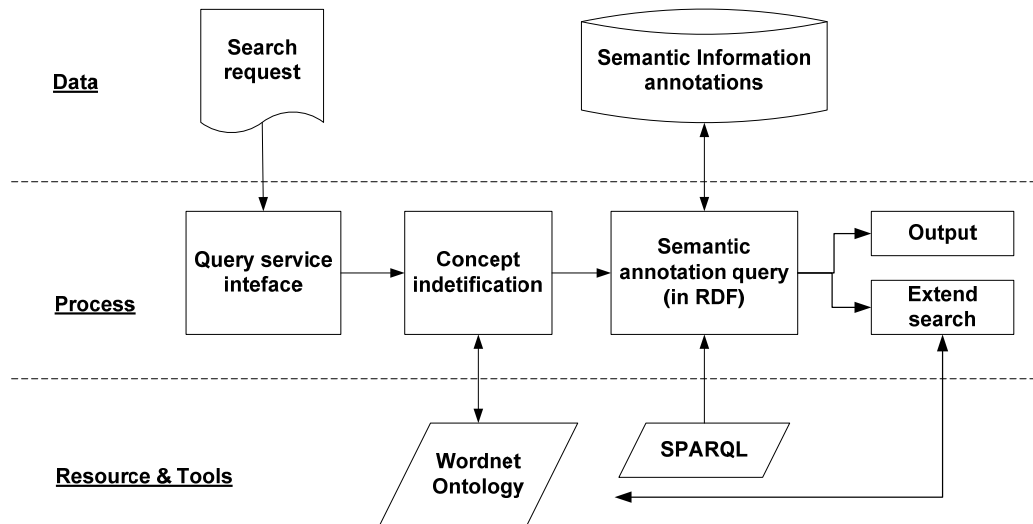 Data
Search
request
Semantic Information
annotations
Process
Query service
inteface
Concept
indetification
Semantic
annotation query
(in RDF)
Output
Extend
search
Resource & Tools
Wordnet
Ontology
SPARQL